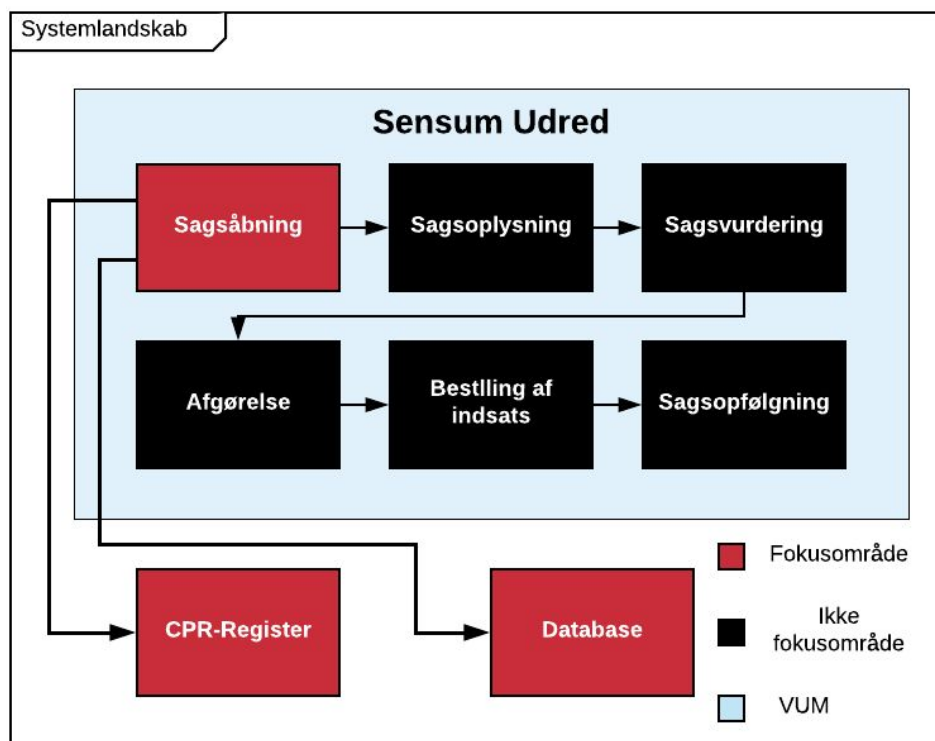 Systemlandskab
Sensum Udred
Sagsåbning
Sagsoplysning
Sagsvurdering
Afgørelse
Bestlling af
indsats
Sagsopfølgning
CPR-Register
Database
Fokusområde
Ikke
fokusområde
VUM